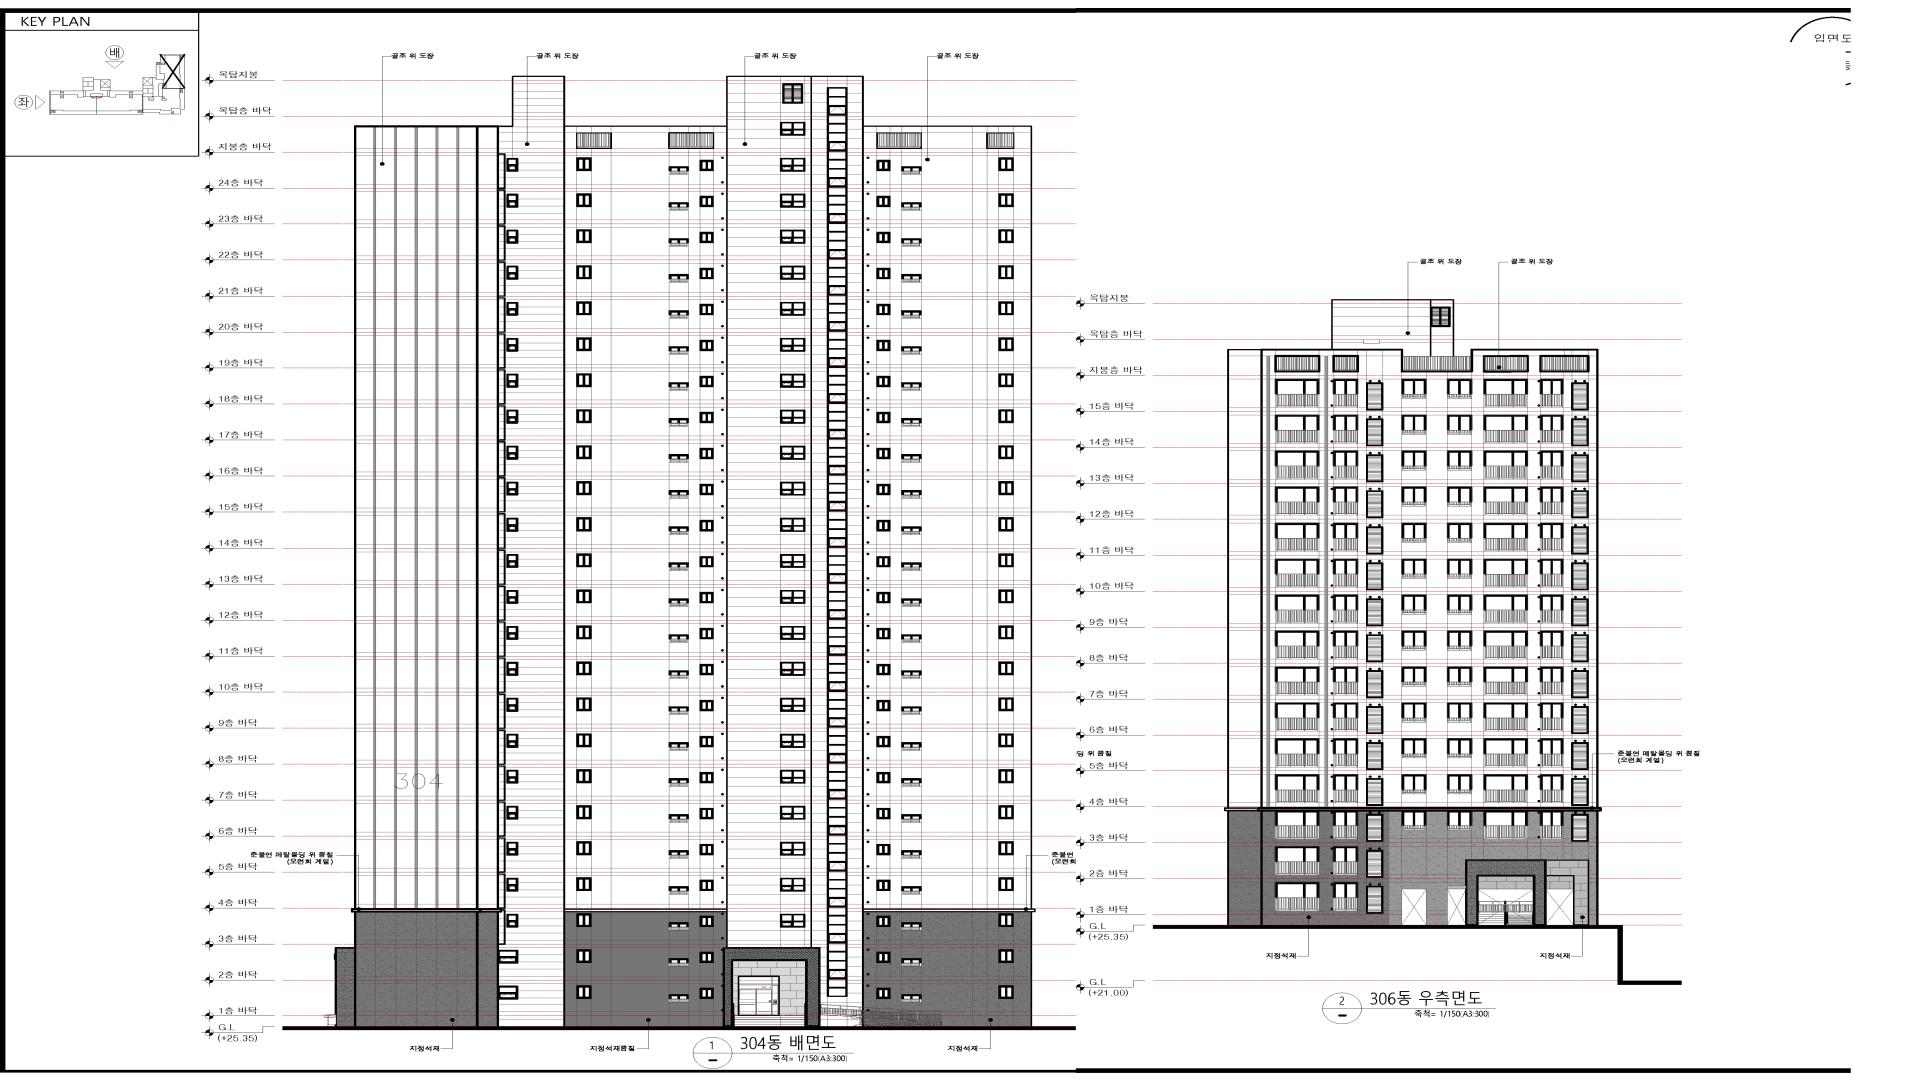 KEY PLAN
배
좌
골조 위 도장
골조 위 도장
골조 위 도장
골조 위 도장
옥탑지붕
옥탑층 바닥
지붕층 바닥
24층 바닥
23층 바닥
22층 바닥
21층 바닥
20층 바닥
19층 바닥
18층 바닥
17층 바닥
16층 바닥
15층 바닥
14층 바닥
13층 바닥
12층 바닥
11층 바닥
10층 바닥
9층 바닥
8층 바닥
7층 바닥
6층 바닥
5층 바닥
4층 바닥
3층 바닥
2층 바닥
1층 바닥
G.L
(+25.35)
304
준불연 메탈몰딩 위 뿜칠
(오련회 계열)
준불연
(오련회
지정석재
지정석재뿜칠
지정석재
1
304동 배면도
축척= 1/150(A3:300)
입면도
골조 위 도장
골조 위 도장
옥탑지붕
옥탑층 바닥
지붕층 바닥
15층 바닥
14층 바닥
13층 바닥
12층 바닥
11층 바닥
10층 바닥
9층 바닥
8층 바닥
7층 바닥
6층 바닥
딩 위 뿜칠
5층 바닥
4층 바닥
3층 바닥
2층 바닥
1층 바닥
G.L
(+25.35)
G.L
(+21.00)
준불연 메탈몰딩 위 뿜칠
(오련회 계열)
지정석재
지정석재
2
306동 우측면도
축척= 1/150(A3:300)